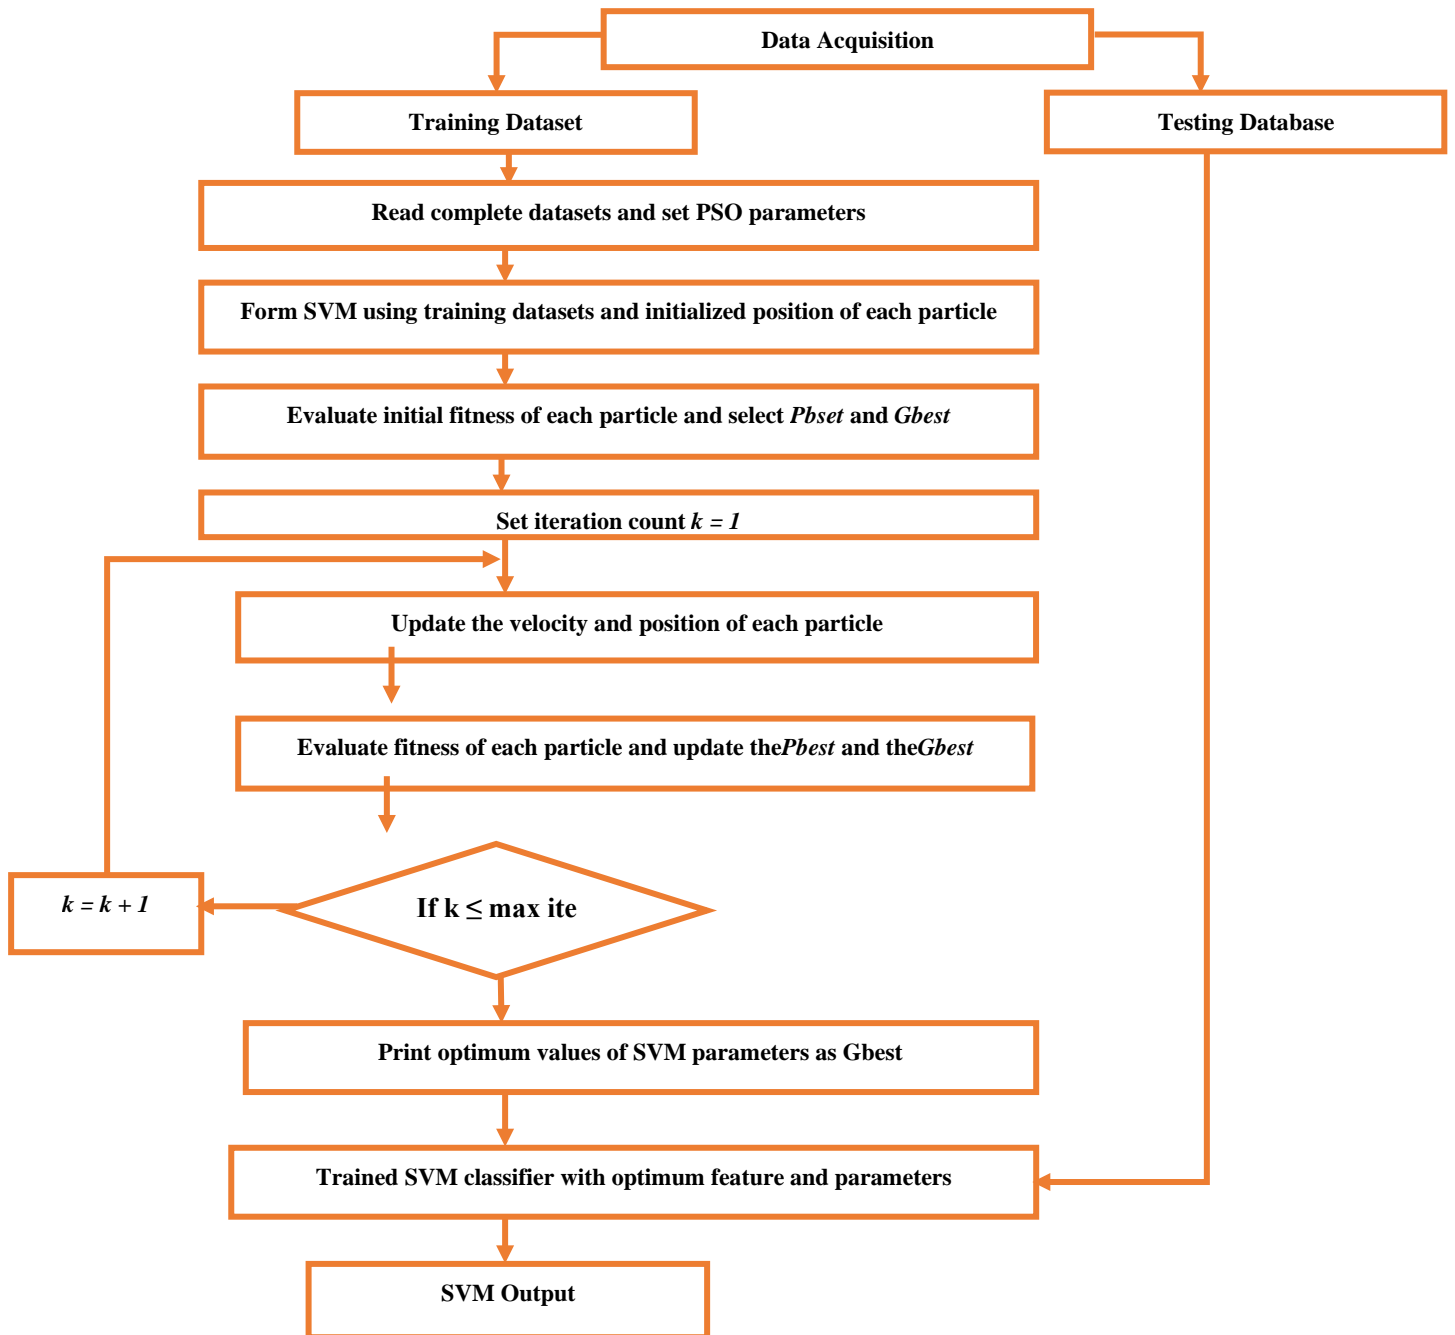 Data Acquisition
Training Dataset
Testing Database
Read complete datasets and set PSO parameters
Form SVM using training datasets and initialized position of each particle
Evaluate initial fitness of each particle and select Pbset and Gbest
Set iteration count k = 1
Update the velocity and position of each particle
Evaluate fitness of each particle and update thePbest and theGbest
k = k + 1
If k ≤ max ite
Print optimum values of SVM parameters as Gbest
Trained SVM classifier with optimum feature and parameters
SVM Output